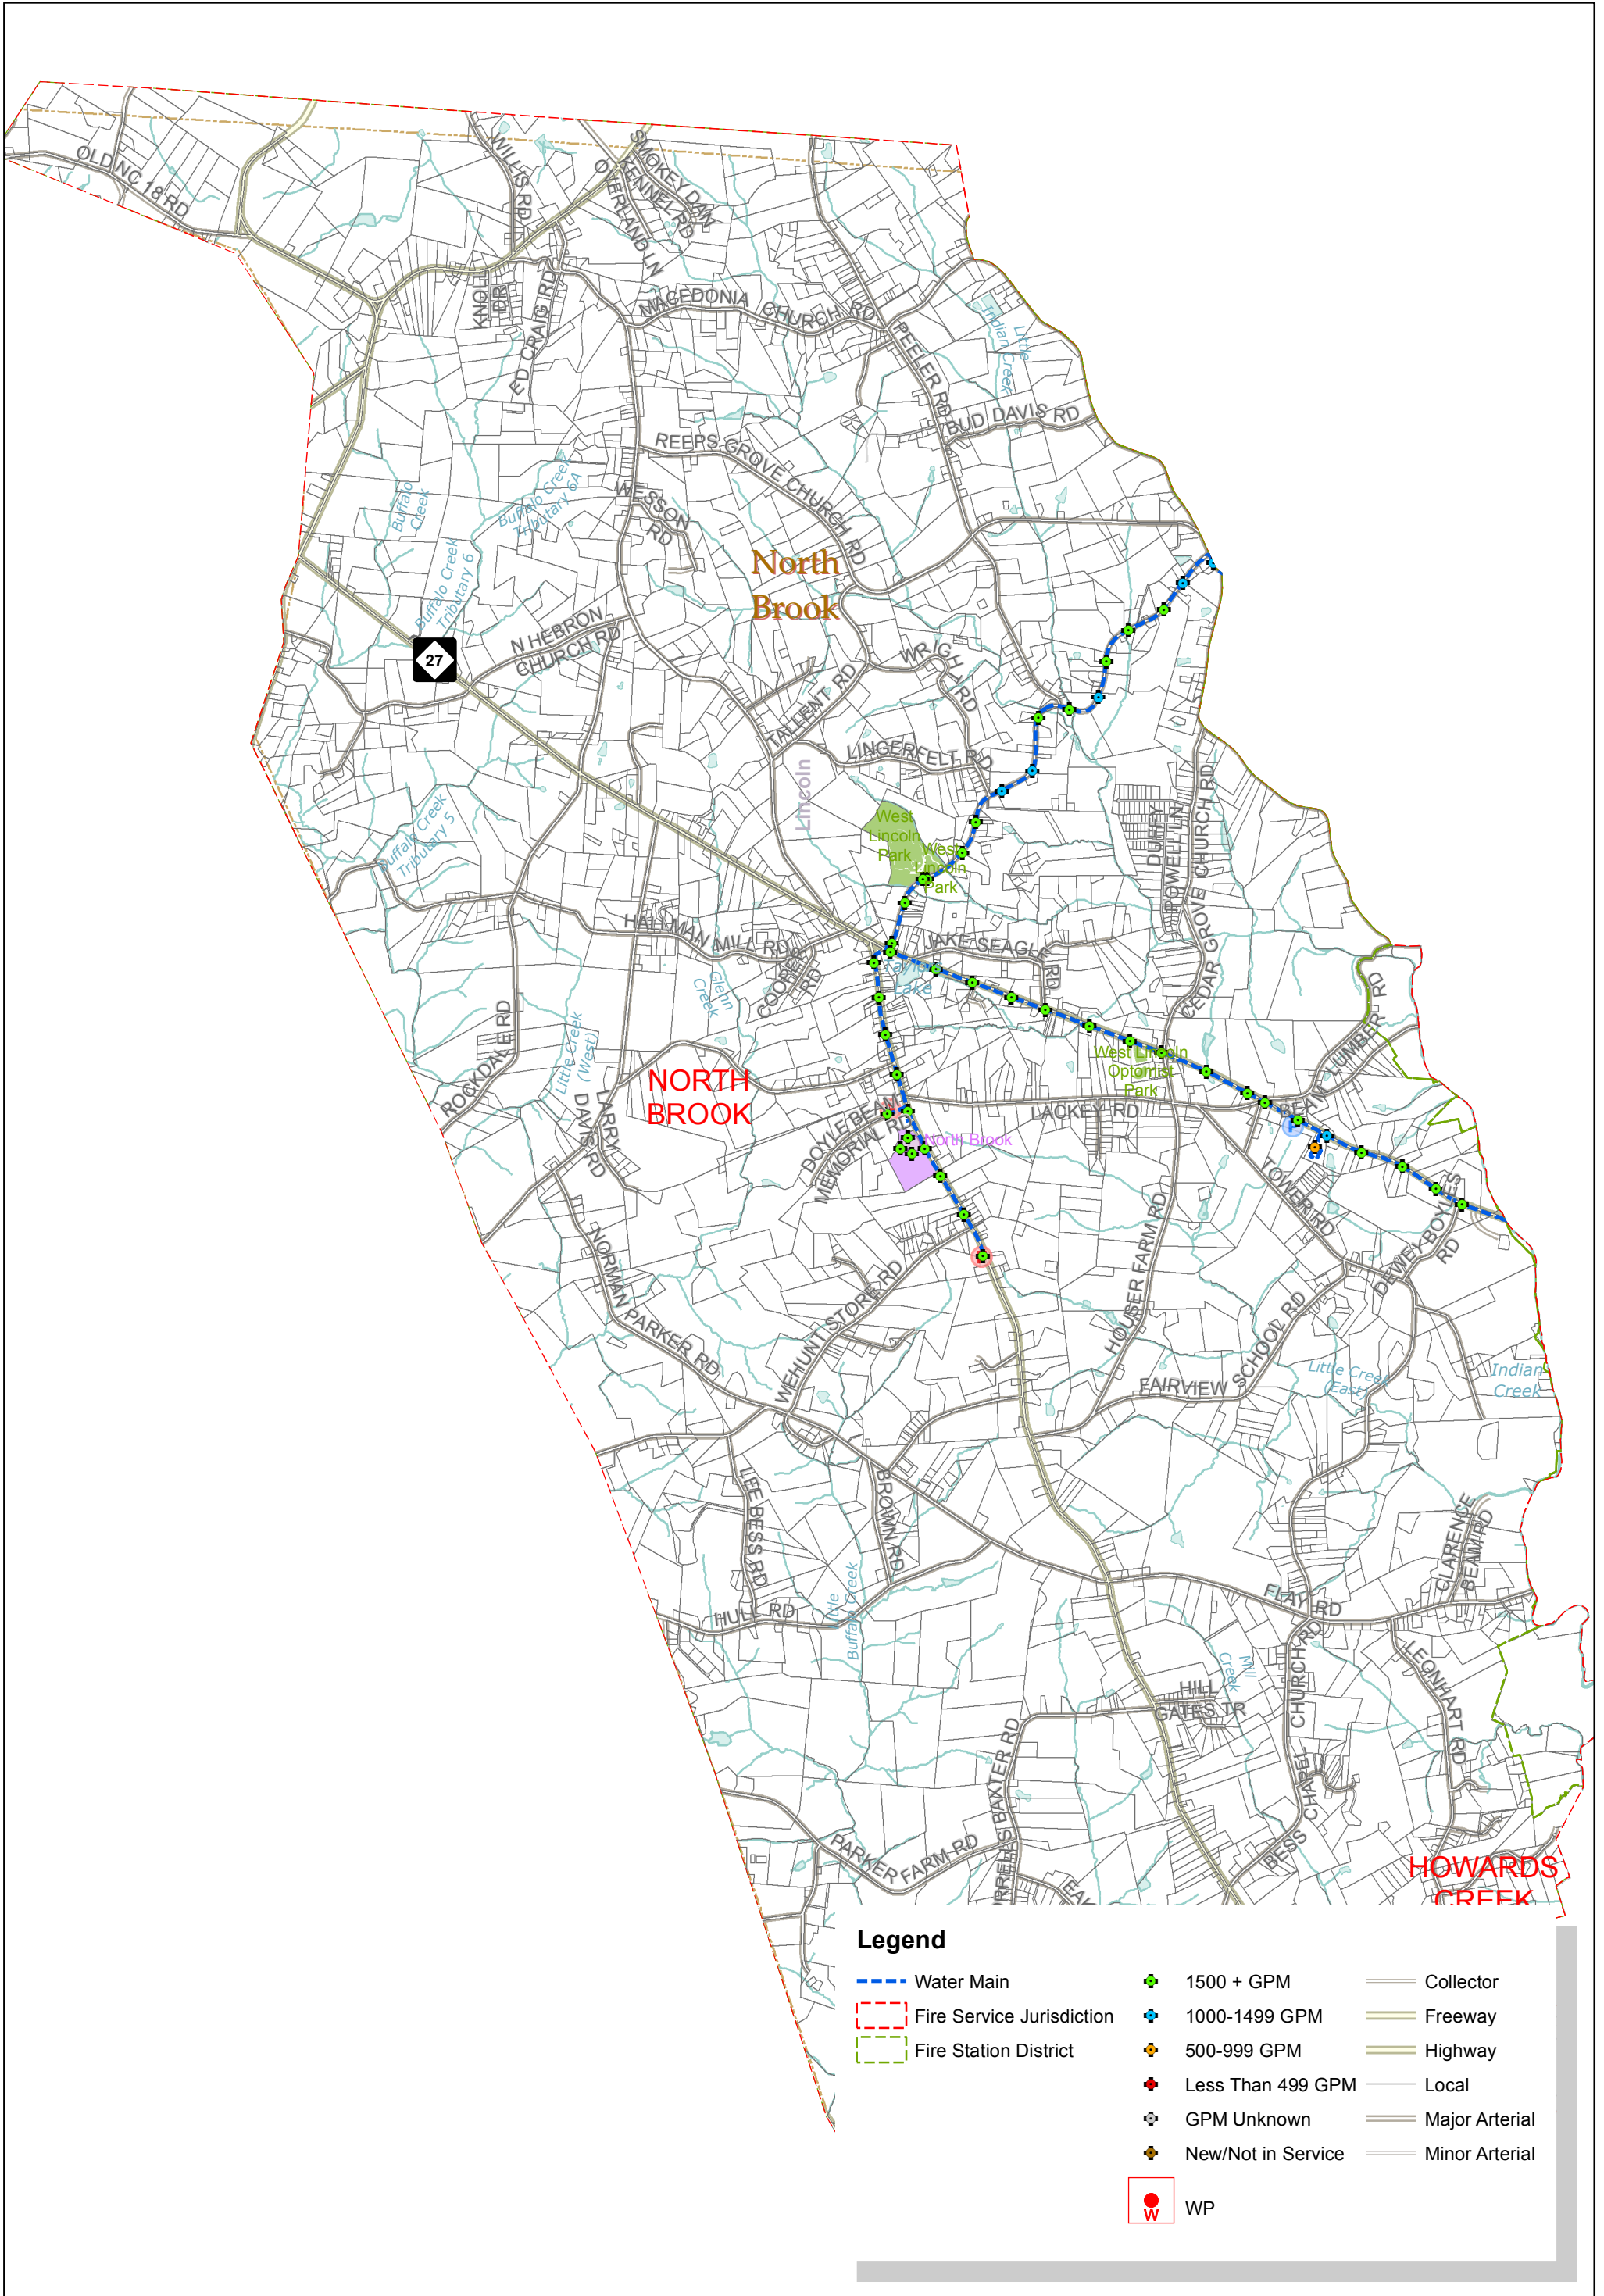 OLD NC 18 RD
WILLIS RD
SMOKEY DAN
KENNEL RD
OVERLAND LN
KNOLL
DR
ED CRAIG RD
MACEDONIA CHURCH RD
PEELER RD
Little
Indian Creek
BUD DAVIS RD
REEPS GROVE CHURCH RD
WESSON
RD
Buffalo
Creek
Buffalo Creek
Tributary 6A
Buffalo Creek
Tributary 6
North
Brook
27
N HEBRON
CHURCH RD
WRIGHT RD
TALLENT RD
LINGERFELT RD
Lincoln
Buffalo Creek
Tributary 5
West
Lincoln
Park
West
Lincoln
Park
DUFFY
POWELL LN
CEDAR GROVE CHURCH RD
HALLMAN MILL RD
COOPER
RD
JAKE SEAGLE
RD
Lake
Glenn
Creek
LUMBER RD
ROCKDALE RD
Little Creek
(West)
LARRY
DAVIS RD
NORTH
BROOK
West Lincoln
Optomist
Park
LACKEY RD
BEAM
DOYLE BEAM
MEMORIAL RD
North Brook
TOWER RD
DEWEY BOYLES
RD
HOUSER FARM RD
NORMAN PARKER RD
WEHUNT STORE RD
FAIRVIEW SCHOOL RD
Little Creek
(East)
Indian
Creek
LEE BESS RD
BROWN RD
CLARENCE
BEAM RD
HULL RD
Little
Buffalo Creek
FLAY RD
Mill
Creek
HILL
GATES TR
LEONHART RD
BESS CHAPEL CHURCH RD
BAXTER RD
PARKER FARM RD
HOWARDS
CREEK
Legend
Water Main
Fire Service Jurisdiction
Fire Station District
1500 + GPM
1000-1499 GPM
500-999 GPM
Less Than 499 GPM
GPM Unknown
New/Not in Service
W
WP
Collector
Freeway
Highway
Local
Major Arterial
Minor Arterial